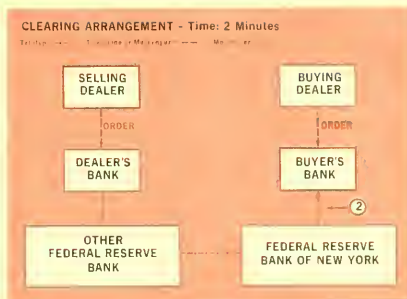 CLEARING ARRANGEMENT - Time: 2 Minutes
SELLING
DEALER
BUYING
DEALER
ORDER
ORDER
DEALER'S
BANK
BUYER'S
BANK
2
OTHER
FEDERAL RESERVE
BANK
FEDERAL RESERVE
BANK OF NEW YORK